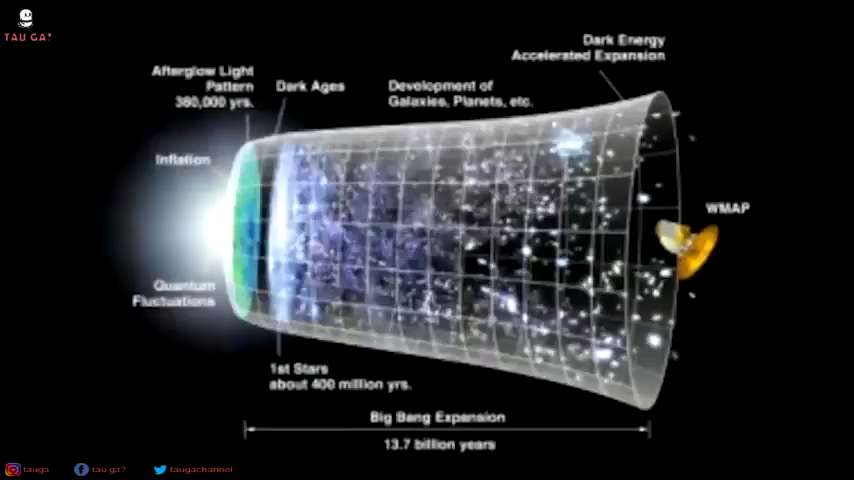 TAU GA?
Dark Energy
Accelerated Expansion
Afterglow Light
Pattern
380,000 yrs.
Dark Ages
Development of
Galaxies, Planets, etc.
Inflation
WMAP
Quantum
Fluctuations
1st Stars
about 400 million yrs.
Big Bang Expansion
13.7 billion years
tauga
tau ga?
taugachannel